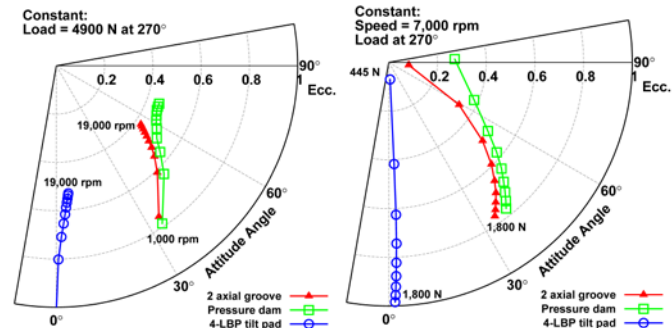 Constant:
Load = 4900 N at 270°
90°
0.2 0.4 0.6 0.8 1
Ecc.
19,000 rpm
19,000 rpm
60°
1,000 rpm
Attitude Angle
30°
0°
2 axial groove
Pressure dam
4-LBP tilt pad
Constant:
Speed = 7,000 rpm
Load at 270°
445 N
90°
0.2 0.4 0.6 0.8 1
Ecc.
60°
1,800 N
Attitude Angle
30°
1,800 N
0°
2 axial groove
Pressure dam
4-LBP tilt pad